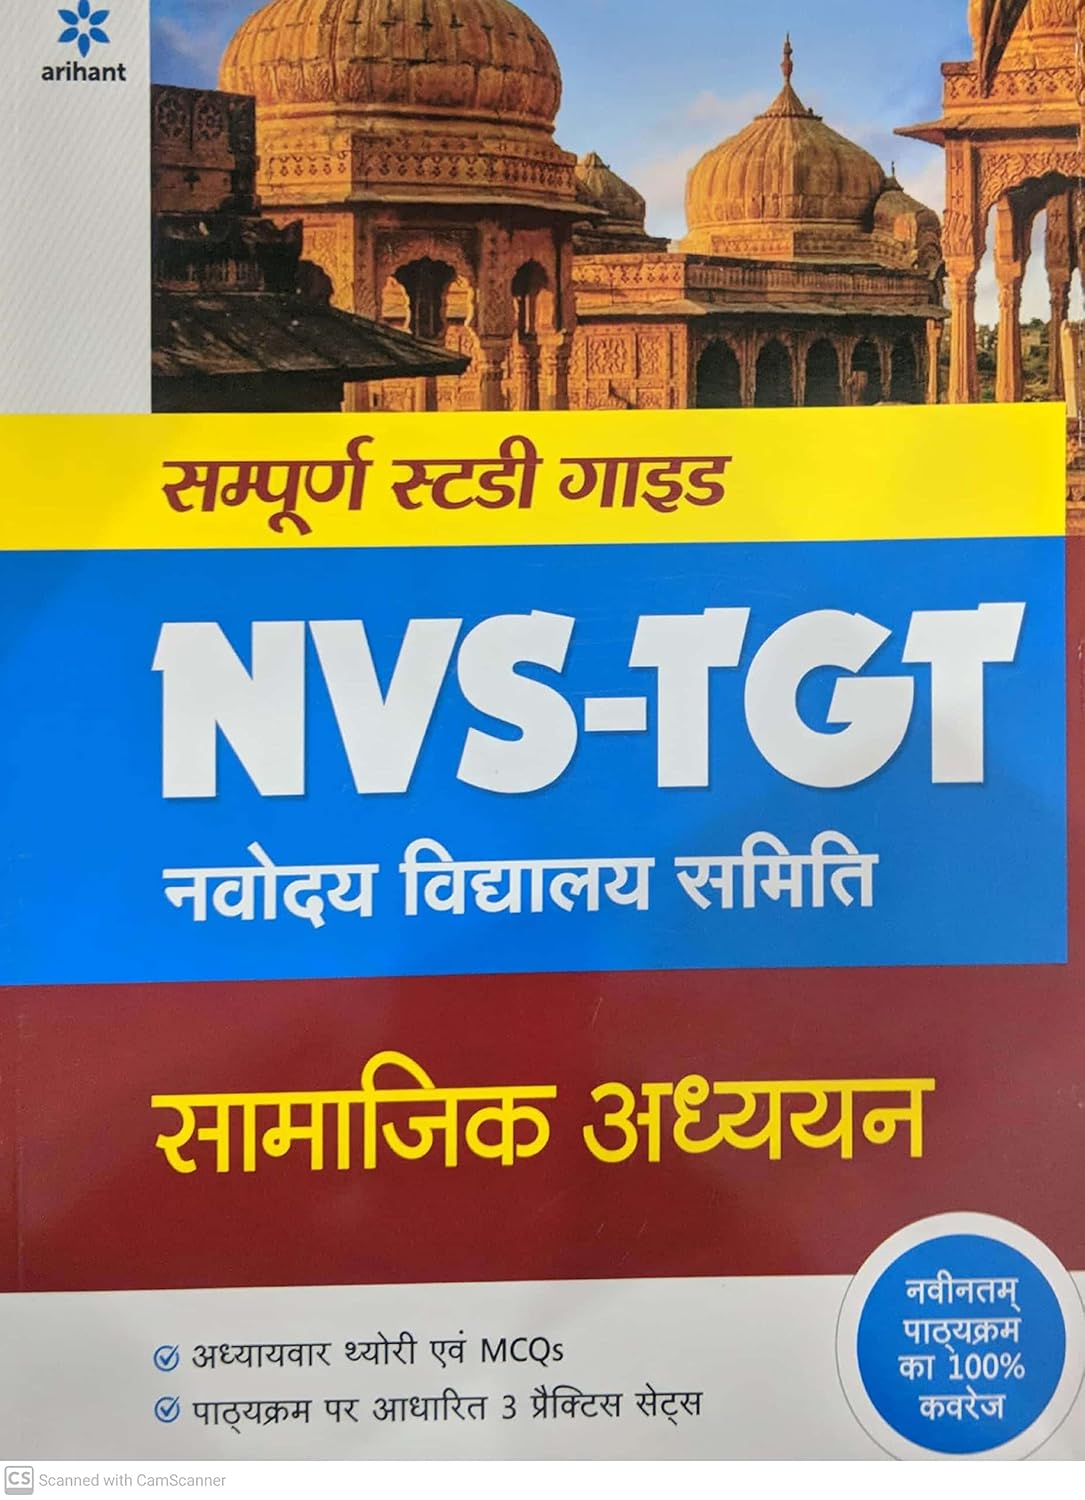 arihant
सम्पूर्ण स्टडी गाइड
NVS-TGT
नवोदय विद्यालय समिति
सामाजिक अध्ययन
अध्यायवार थ्योरी एवं MCQs
पाठ्यक्रम पर आधारित 3 प्रैक्टिस सेट्स
नवीनतम्
पाठ्यक्रम
का 100%
कवरेज
CS Scanned with CamScanner